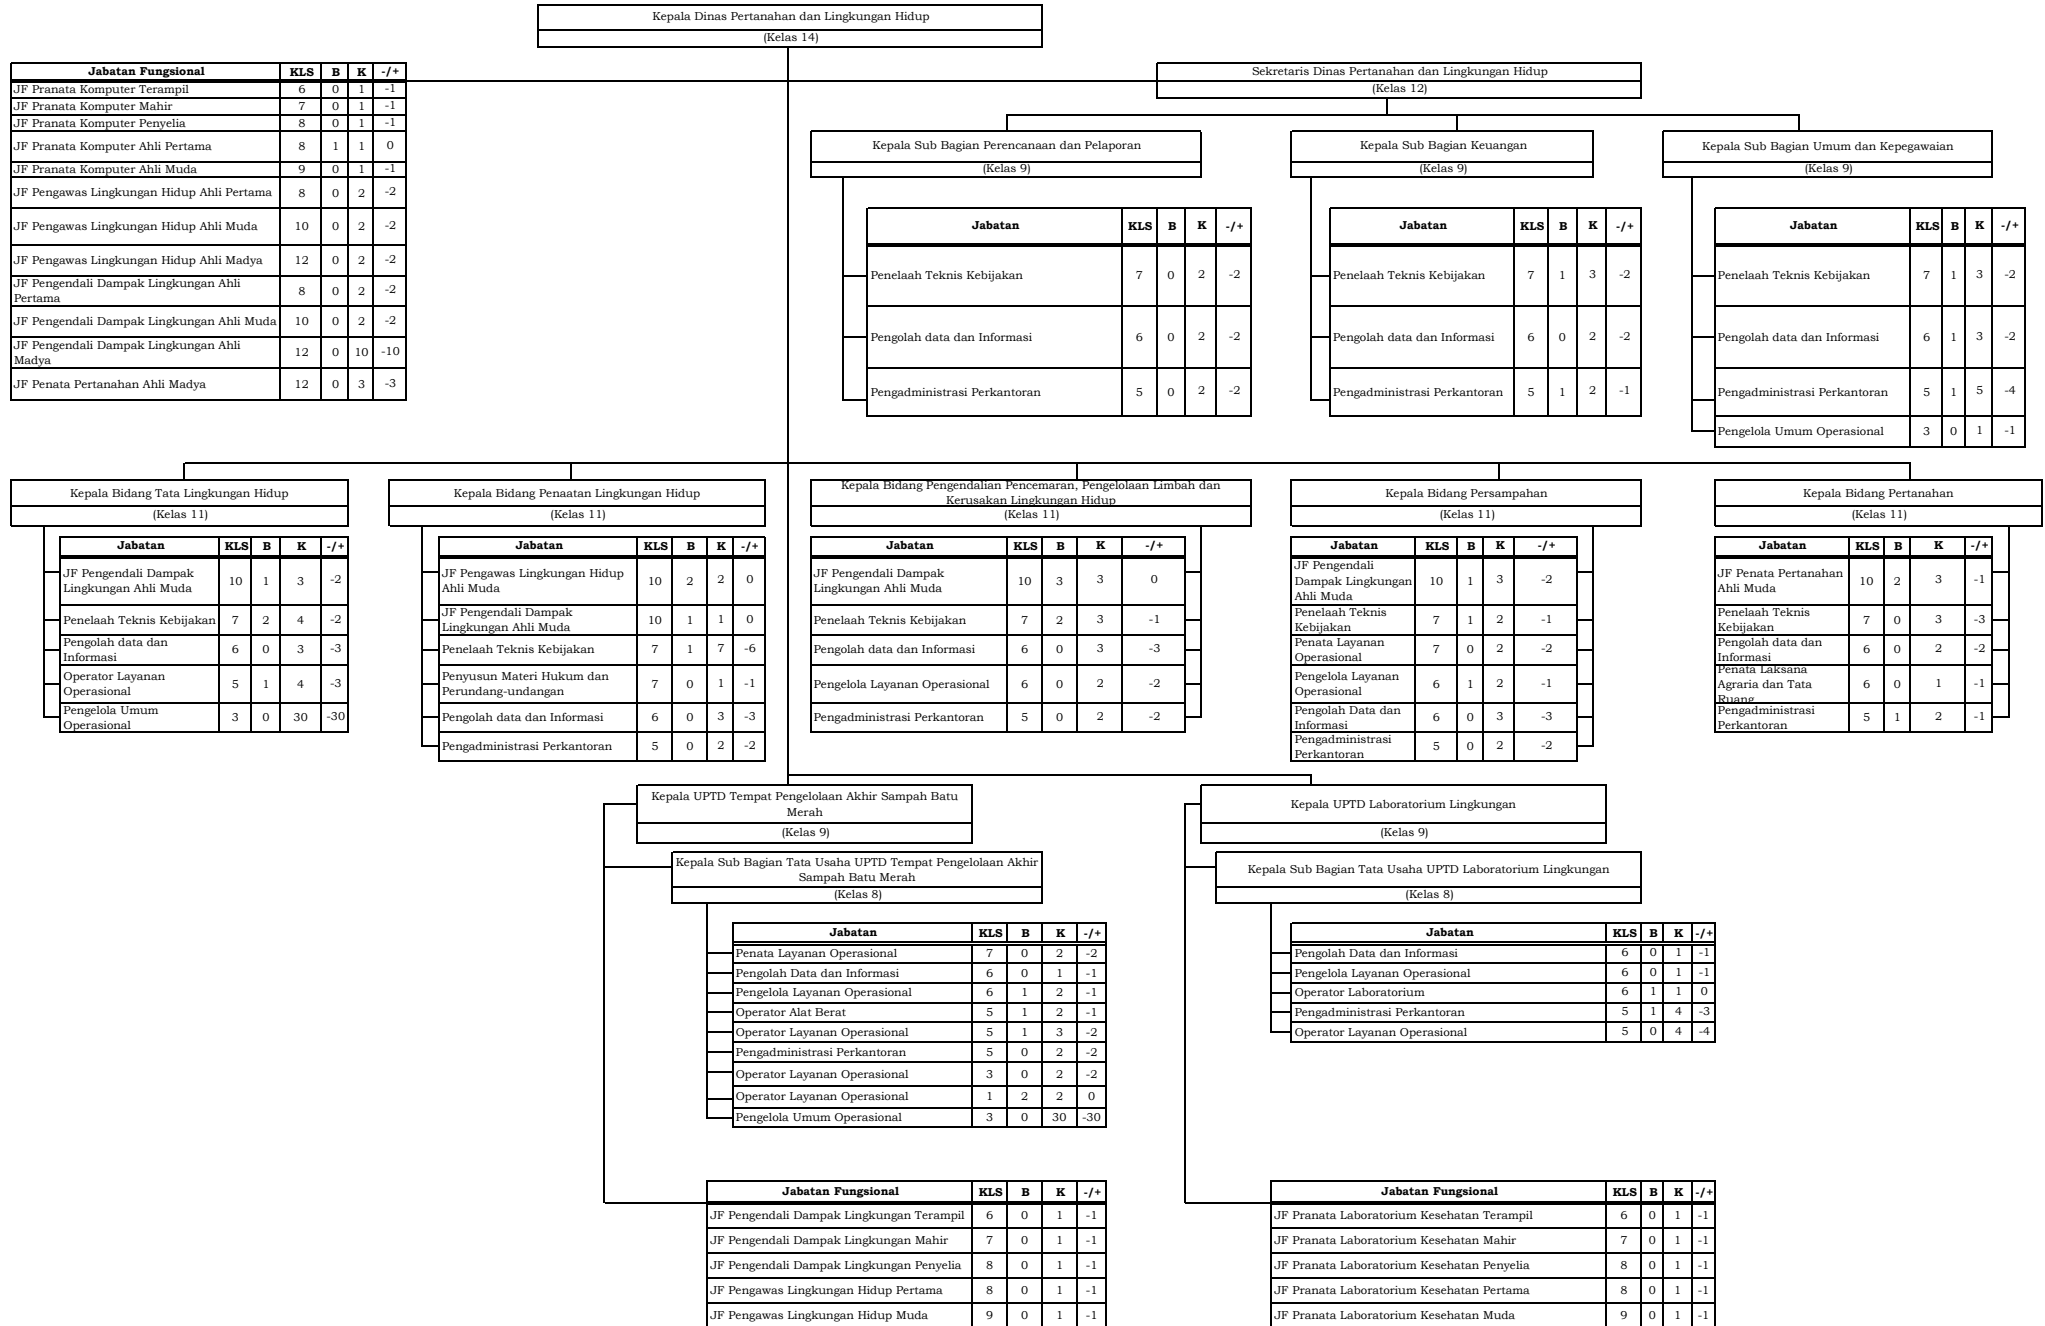 Kepala Dinas Pertanahan dan Lingkungan Hidup
(Kelas 14)
Jabatan Fungsional KLS B K -/+
JF Pranata Komputer Terampil 6 0 1 -1
JF Pranata Komputer Mahir 7 0 1 -1
JF Pranata Komputer Penyelia 8 0 1 -1
JF Pranata Komputer Ahli Pertama 8 1 1 0
JF Pranata Komputer Ahli Muda 9 0 1 -1
JF Pengawas Lingkungan Hidup Ahli Pertama 8 0 2 -2
JF Pengawas Lingkungan Hidup Ahli Muda 10 0 2 -2
JF Pengawas Lingkungan Hidup Ahli Madya 12 0 2 -2
JF Pengendali Dampak Lingkungan Ahli
Pertama 8 0 2 -2
JF Pengendali Dampak Lingkungan Ahli Muda 10 0 2 -2
JF Pengendali Dampak Lingkungan Ahli
Madya 12 0 10 -10
JF Penata Pertanahan Ahli Madya 12 0 3 -3
Sekretaris Dinas Pertanahan dan Lingkungan Hidup
(Kelas 12)
Kepala Sub Bagian Perencanaan dan Pelaporan
(Kelas 9)
Jabatan KLS B K -/+
Penelaah Teknis Kebijakan 7 0 2 -2
Pengolah data dan Informasi 6 0 2 -2
Pengadministrasi Perkantoran 5 0 2 -2
Kepala Sub Bagian Keuangan
(Kelas 9)
Jabatan KLS B K -/+
Penelaah Teknis Kebijakan 7 1 3 -2
Pengolah data dan Informasi 6 0 2 -2
Pengadministrasi Perkantoran 5 1 2 -1
Kepala Sub Bagian Umum dan Kepegawaian
(Kelas 9)
Jabatan KLS B K -/+
Penelaah Teknis Kebijakan 7 1 3 -2
Pengolah data dan Informasi 6 1 3 -2
Pengadministrasi Perkantoran 5 1 5 -4
Pengelola Umum Operasional 3 0 1 -1
Kepala Bidang Tata Lingkungan Hidup
(Kelas 11)
Jabatan KLS B K -/+
JF Pengendali Dampak
Lingkungan Ahli Muda 10 1 3 -2
Penelaah Teknis Kebijakan 7 2 4 -2
Pengolah data dan
Informasi 6 0 3 -3
Operator Layanan
Operasional 5 1 4 -3
Pengelola Umum
Operasional 3 0 30 -30
Kepala Bidang Penaatan Lingkungan Hidup
(Kelas 11)
Jabatan KLS B K -/+
JF Pengawas Lingkungan Hidup
Ahli Muda 10 2 2 0
JF Pengendali Dampak
Lingkungan Ahli Muda 10 1 1 0
Penelaah Teknis Kebijakan 7 1 7 -6
Penyusun Materi Hukum dan
Perundang-undangan 7 0 1 -1
Pengolah data dan Informasi 6 0 3 -3
Pengadministrasi Perkantoran 5 0 2 -2
Kepala Bidang Pengendalian Pencemaran, Pengelolaan Limbah dan
Kerusakan Lingkungan Hidup
(Kelas 11)
Jabatan KLS B K -/+
JF Pengendali Dampak
Lingkungan Ahli Muda 10 3 3 0
Penelaah Teknis Kebijakan 7 2 3 -1
Pengolah data dan Informasi 6 0 3 -3
Pengelola Layanan Operasional 6 0 2 -2
Pengadministrasi Perkantoran 5 0 2 -2
Kepala Bidang Persampahan
(Kelas 11)
Jabatan KLS B K -/+
JF Pengendali
Dampak Lingkungan
Ahli Muda 10 1 3 -2
Penelaah Teknis
Kebijakan 7 1 2 -1
Penata Layanan
Operasional 7 0 2 -2
Pengelola Layanan
Operasional 6 1 2 -1
Pengolah Data dan
Informasi 6 0 3 -3
Pengadministrasi
Perkantoran 5 0 2 -2
Kepala Bidang Pertanahan
(Kelas 11)
Jabatan KLS B K -/+
JF Penata Pertanahan
Ahli Muda 10 2 3 -1
Penelaah Teknis
Kebijakan 7 0 3 -3
Pengolah data dan
Informasi 6 0 2 -2
Penata Laksana
Agraria dan Tata
Ruang 6 0 1 -1
Pengadministrasi
Perkantoran 5 1 2 -1
Kepala UPTD Tempat Pengelolaan Akhir Sampah Batu
Merah
(Kelas 9)
Kepala Sub Bagian Tata Usaha UPTD Tempat Pengelolaan Akhir
Sampah Batu Merah
(Kelas 8)
Jabatan KLS B K -/+
Penata Layanan Operasional 7 0 2 -2
Pengolah Data dan Informasi 6 0 1 -1
Pengelola Layanan Operasional 6 1 2 -1
Operator Alat Berat 5 1 2 -1
Operator Layanan Operasional 5 1 3 -2
Pengadministrasi Perkantoran 5 0 2 -2
Operator Layanan Operasional 3 0 2 -2
Operator Layanan Operasional 1 2 2 0
Pengelola Umum Operasional 3 0 30 -30
Jabatan Fungsional KLS B K -/+
JF Pengendali Dampak Lingkungan Terampil 6 0 1 -1
JF Pengendali Dampak Lingkungan Mahir 7 0 1 -1
JF Pengendali Dampak Lingkungan Penyelia 8 0 1 -1
JF Pengawas Lingkungan Hidup Pertama 8 0 1 -1
JF Pengawas Lingkungan Hidup Muda 9 0 1 -1
Kepala UPTD Laboratorium Lingkungan
(Kelas 9)
Kepala Sub Bagian Tata Usaha UPTD Laboratorium Lingkungan
(Kelas 8)
Jabatan KLS B K -/+
Pengolah Data dan Informasi 6 0 1 -1
Pengelola Layanan Operasional 6 0 1 -1
Operator Laboratorium 6 1 1 0
Pengadministrasi Perkantoran 5 1 4 -3
Operator Layanan Operasional 5 0 4 -4
Jabatan Fungsional KLS B K -/+
JF Pranata Laboratorium Kesehatan Terampil 6 0 1 -1
JF Pranata Laboratorium Kesehatan Mahir 7 0 1 -1
JF Pranata Laboratorium Kesehatan Penyelia 8 0 1 -1
JF Pranata Laboratorium Kesehatan Pertama 8 0 1 -1
JF Pranata Laboratorium Kesehatan Muda 9 0 1 -1